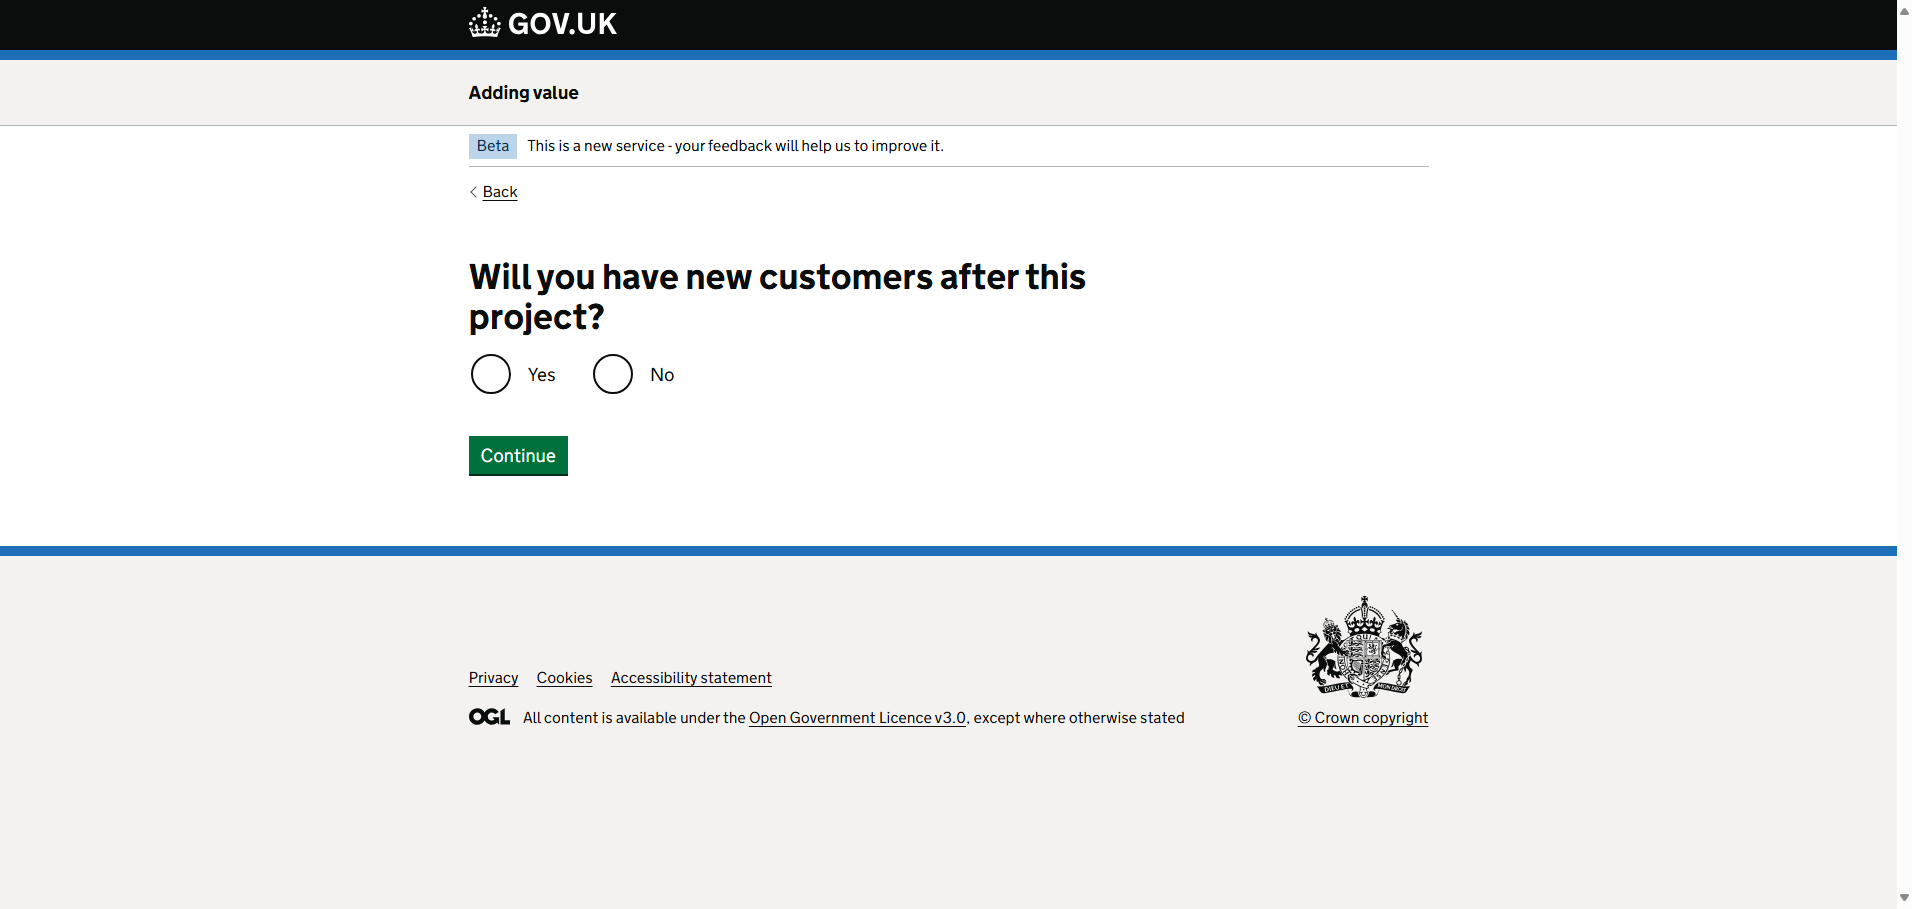 GOV.UK
Adding value
Beta This is a new service - your feedback will help us to improve it.
Back
Will you have new customers after this
project?
Yes No
Continue
Privacy Cookies Accessibility statement
OGL All content is available under the Open Government Licence v3.0, except where otherwise stated
© Crown copyright